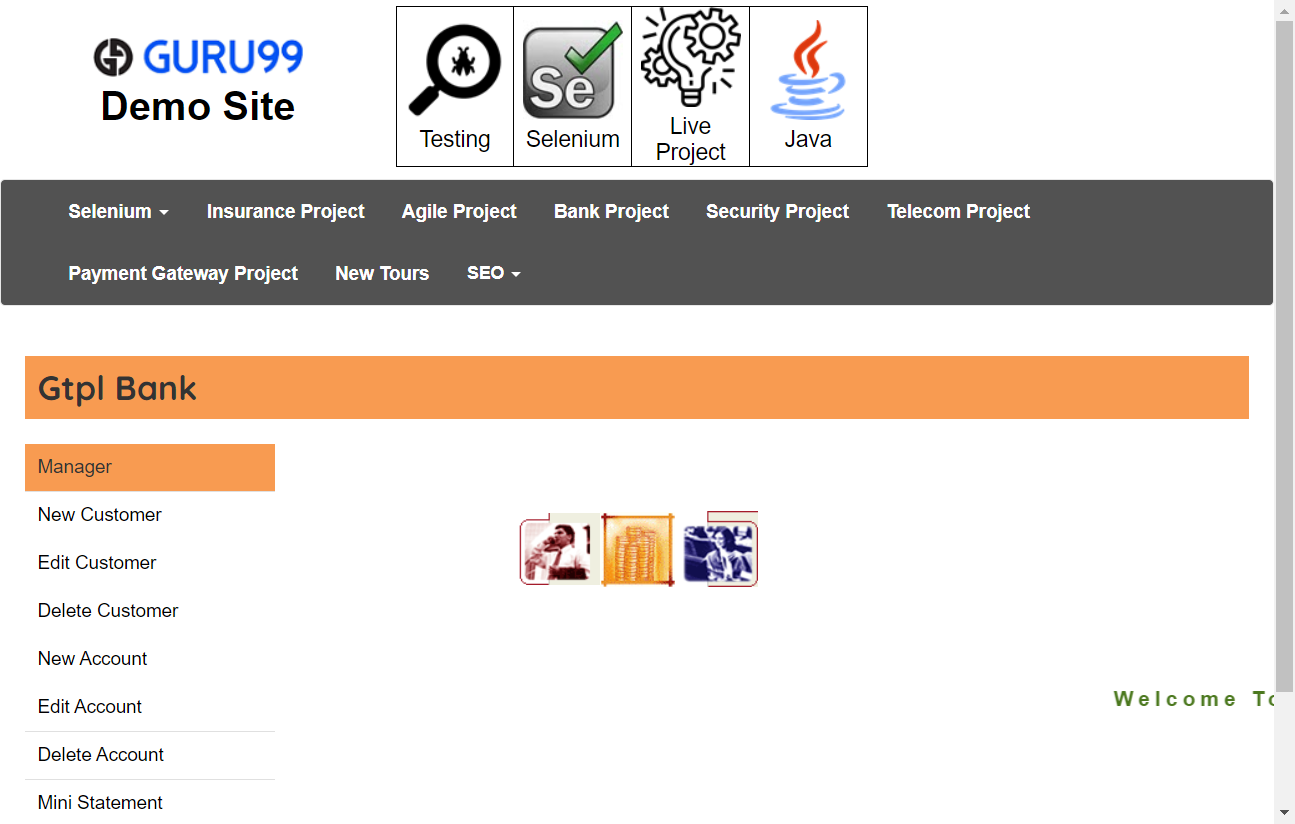 GURU99
Demo Site
Testing
Se
Selenium
Live
Project
Java
Selenium
Insurance Project
Agile Project
Bank Project
Security Project
Telecom Project
Payment Gateway Project
New Tours
SEO
Gtpl Bank
Manager
New Customer
Edit Customer
Delete Customer
New Account
Edit Account
Delete Account
Mini Statement
Welcome To